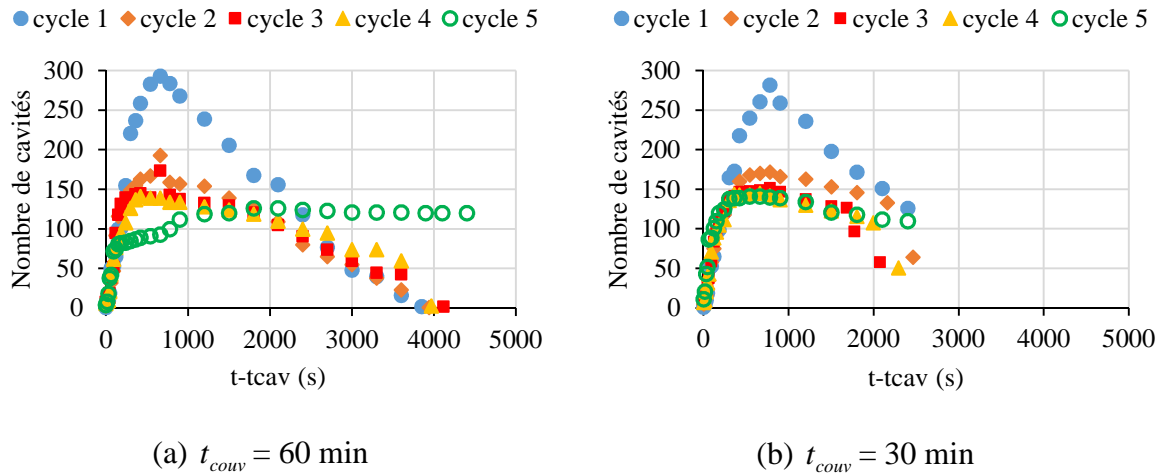 cycle 1 cycle 2 cycle 3 cycle 4 cycle 5
Nombre de cavités
300
250
200
150
100
50
0
0 1000 2000 3000 4000 5000
t-tcav (s)
(a) tcouv = 60 min
cycle 1 cycle 2 cycle 3 cycle 4 cycle 5
Nombre de cavités
300
250
200
150
100
50
0
0 1000 2000 3000 4000 5000
t-tcav (s)
(b) tcouv = 30 min